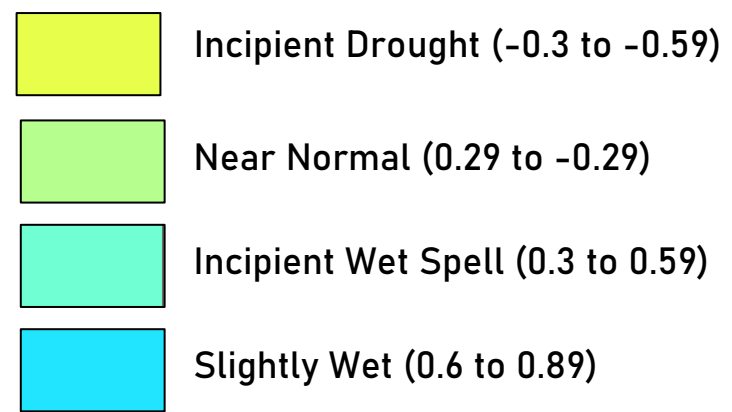 Incipient Drought (-0.3 to -0.59)
Near Normal (0.29 to -0.29)
Incipient Wet Spell (0.3 to 0.59)
Slightly Wet (0.6 to 0.89)